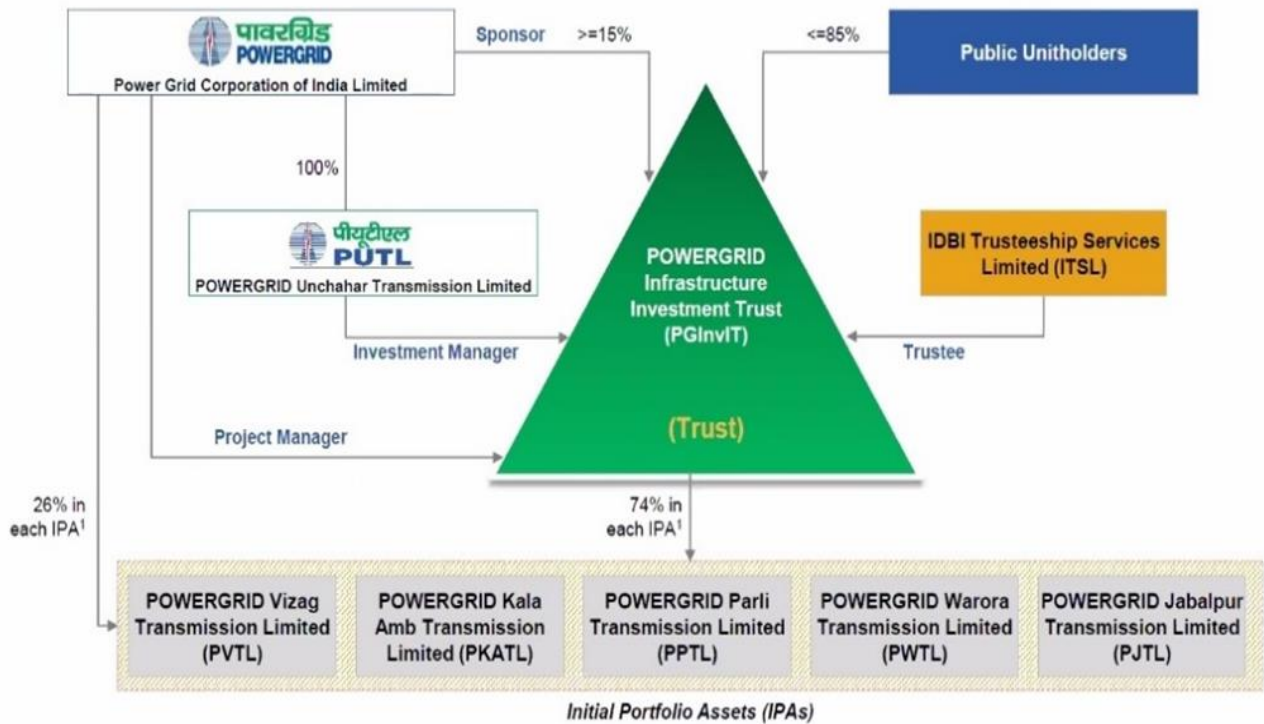 पावरग्रिड
POWERGRID
Power Grid Corporation of India Limited
Sponsor >=15%
<=85%
Public Unitholders
100%
पीयूटीएल
PUTL
POWERGRID Unchahar Transmission Limited
POWERGRID
Infrastructure
Investment Trust
(PGInvIT)
IDBI Trusteeship Services
Limited (ITSL)
Investment Manager
Trustee
(Trust)
Project Manager
26% in
each IPA¹
74% in
each IPA¹
POWERGRID Vizag
Transmission Limited
(PVTL)
POWERGRID Kala
Amb Transmission
Limited (PKATL)
POWERGRID Parli
Transmission Limited
(PPTL)
POWERGRID Warora
Transmission Limited
(PWTL)
POWERGRID Jabalpur
Transmission Limited
(PJTL)
Initial Portfolio Assets (IPAs)